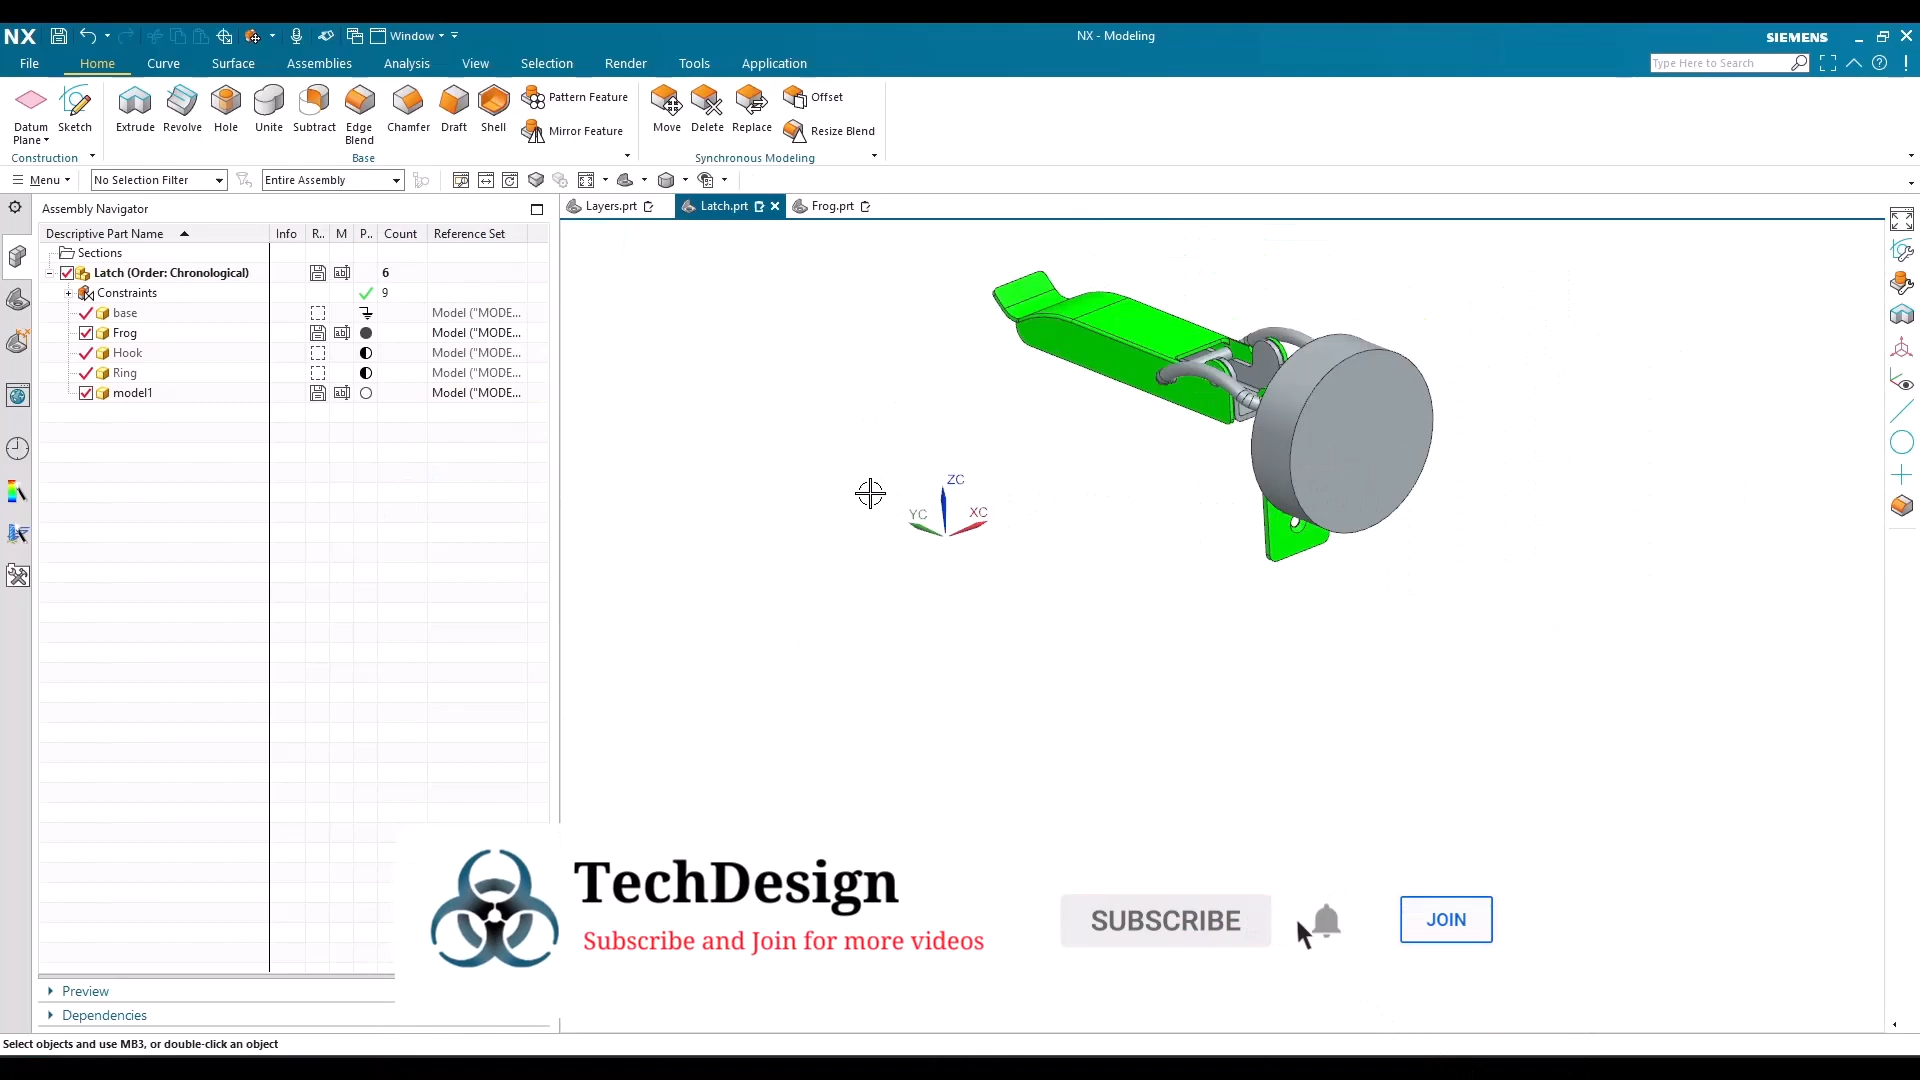 NX
Window
NX - Modeling
SIEMENS
File
Home
Curve
Surface
Assemblies
Analysis
View
Selection
Render
Tools
Application
Type Here to Search
Datum Plane
Sketch
Extrude
Revolve
Hole
Unite
Subtract
Edge Blend
Chamfer
Draft
Shell
Pattern Feature
Mirror Feature
Move
Delete
Replace
Offset
Resize Blend
Construction
Base
Synchronous Modeling
Menu
No Selection Filter
Entire Assembly
Assembly Navigator
Layers.prt
Latch.prt
Frog.prt
Descriptive Part Name
Info
R..
M
P..
Count
Reference Set
Sections
Latch (Order: Chronological)
6
Constraints
9
base
Model ("MODE...
Frog
Model ("MODE...
Hook
Model ("MODE...
Ring
Model ("MODE...
model1
Model ("MODE...
ZC
YC
XC
TechDesign
Subscribe and Join for more videos
SUBSCRIBE
JOIN
Preview
Dependencies
Select objects and use MB3, or double-click an object